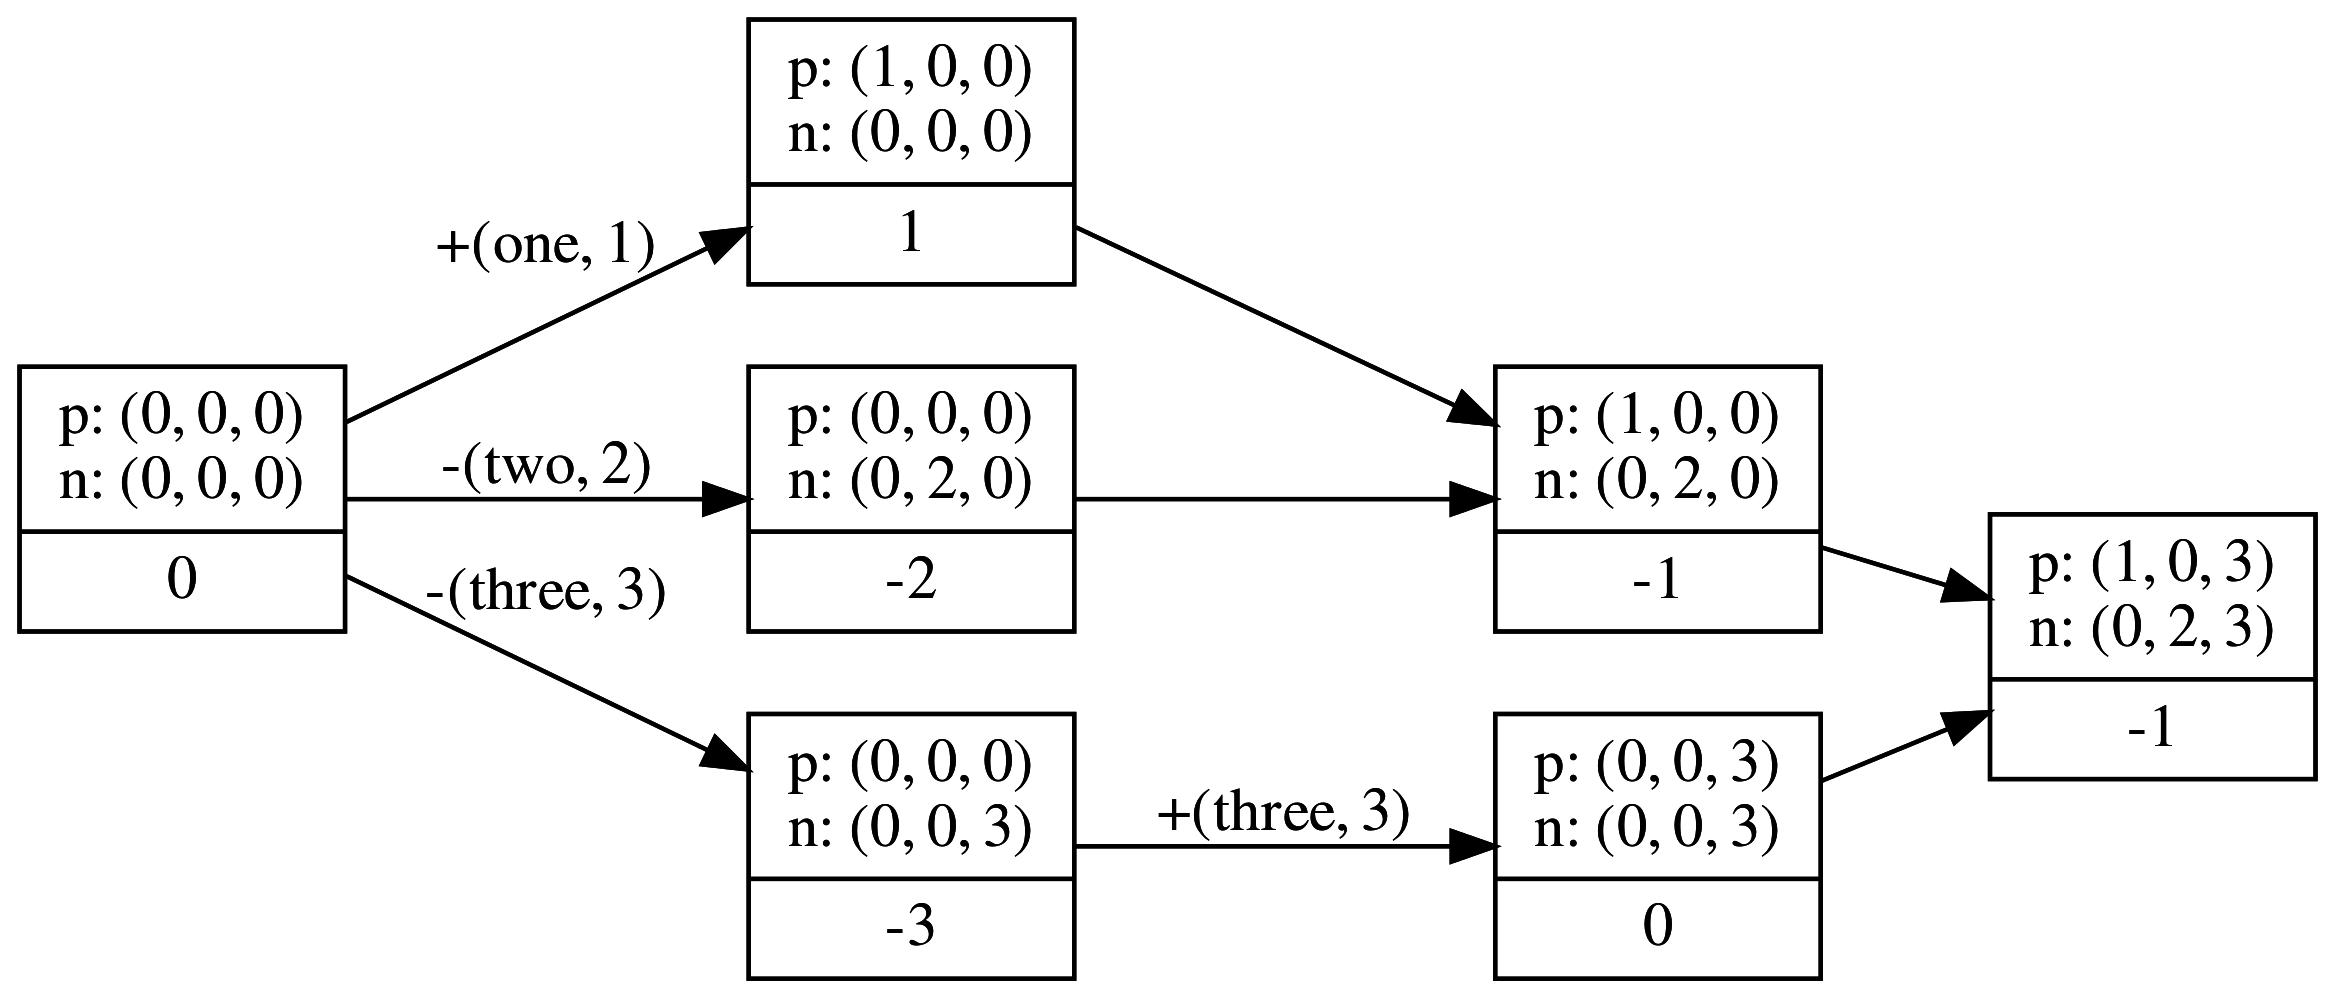 p: (1, 0, 0)
n: (0, 0, 0)
1
+(one, 1)
p: (0, 0, 0)
n: (0, 0, 0)
0
-(two, 2)
p: (0, 0, 0)
n: (0, 2, 0)
-2
p: (1, 0, 0)
n: (0, 2, 0)
-1
-(three, 3)
p: (0, 0, 0)
n: (0, 0, 3)
-3
+(three, 3)
p: (0, 0, 3)
n: (0, 0, 3)
0
p: (1, 0, 3)
n: (0, 2, 3)
-1